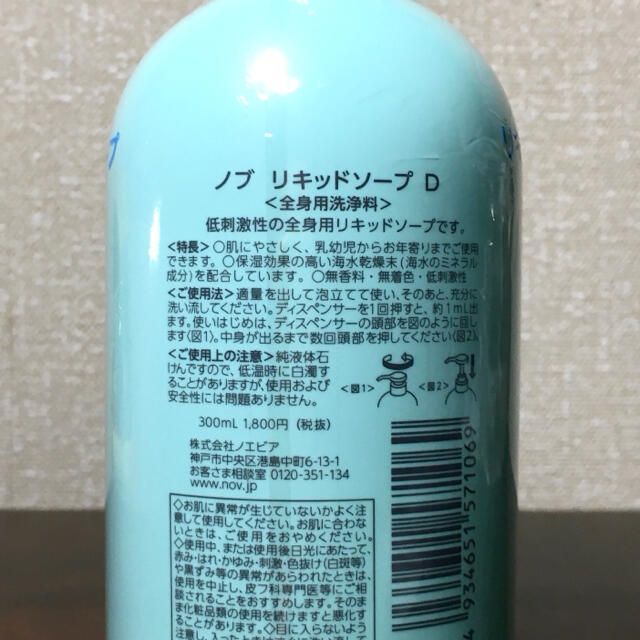 ノブ リキッドソープ D
<全身用洗浄料>
低刺激性の全身用リキッドソープです。
<特長>○肌にやさしく、乳幼児からお年寄りまでご使用
できます。○保湿効果の高い海水乾燥末(海水のミネラル
成分)を配合しています。○無香料・無着色・低刺激性
<ご使用法>適量を出して泡立てて使い、そのあと、充分に
洗い流してください。ディスペンサーを1回押すと、約1mL出
ます。使いはじめは、ディスペンサーの頭部を図のように回し
ます(図1)。中身が出るまで数回頭部を押してください(図2)。
<ご使用上の注意>純液体石
けんですので、低温時に白濁す
ることがありますが、使用および
安全性には問題ありません。
<図1>
<図2>
300mL 1,800円(税抜)
株式会社ノエビア
神戸市中央区港島中町6-13-1
お客さま相談室 0120-351-134
www.nov.jp
◇お肌に異常が生じていないかよく注
意して使用してください。お肌に合わな
いときは、ご使用をおやめください。
◇使用中、または使用後日光にあたって、
赤み・はれ・かゆみ・刺激・色抜け(白斑等)
や黒ずみ等の異常があらわれたときは、
使用を中止し、皮フ科専門医等にご相
談されることをおすすめします。そのま
ま化粧品類の使用を続けますと悪化す
ることがあります。◇目に入らないよう
4 934651 571069
プ